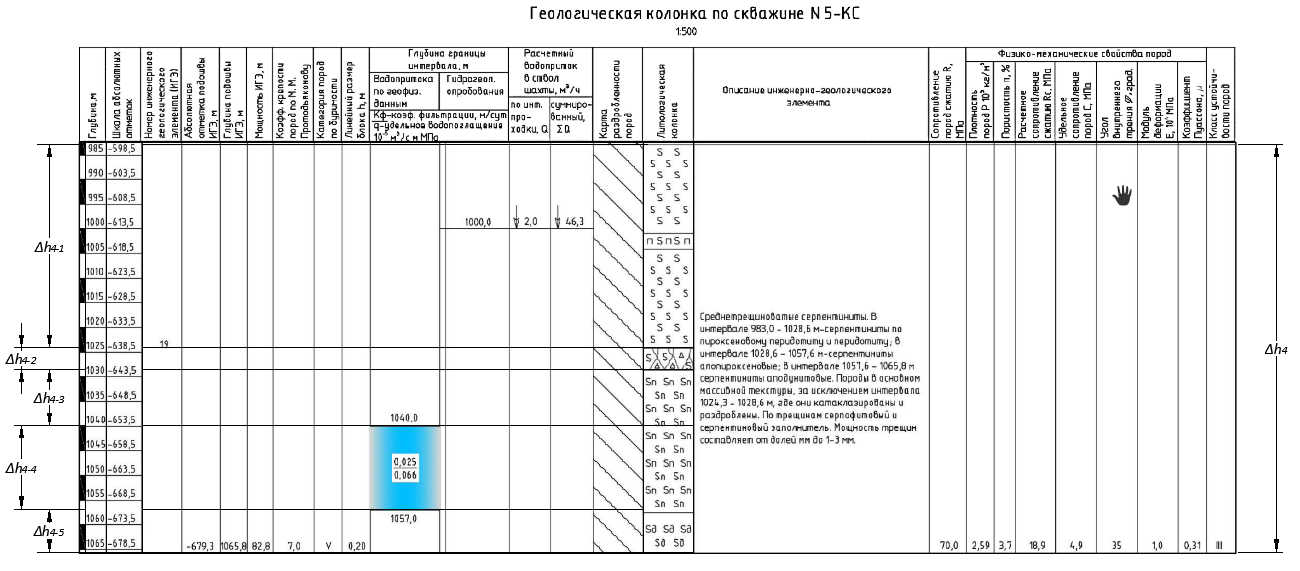 Геологическая колонка по скважине N 5-КС
1:500
Глубина, м
Шкала абсолютных отметок
Номер инженерного геологического элемента (ИГЭ)
Абсолютная отметка подошвы ИГЭ, м
Глубина подошвы ИГЭ, м
Мощность ИГЭ, м
Коэфф. крепости пород по М. М. Протодьяконову
Категория пород по буримости
Линейный размер блока h, м
Глубина границы
интервала, м
Водопритока
по геофиз.
данным
Гидрогеол.
опробования
Кф-коэф. фильтрации, м/сут
q-удельное водопоглащение
Расчетный
водоприток
в ствол
шахты, м³/ч
по инт.
про-
ходки, Q
суммиро-
ванный,
ΣQ
Карта раздробленности пород
Литологическая колонка
Описание инженерно-геологического
элемента
Сопротивление пород сжатию R, МПа
Физико-механические свойства пород
Плотность пород P 10³ кг/м³
Пористость n, %
Расчетное сопротивление сжатия Rс, МПа
Удельное сопротивление пород С, МПа
Угол внутреннего трения φ°, град.
Модуль деформации E, 10⁴ МПа
Коэффициент Пуассона, μ
Класс устойчи-вости пород
985 -598,5
990 -603,5
995 -608,5
1000 -613,5 1000,0 2,0 46,3
1005 -618,5
п S п S п
1010 -623,5
1015 -628,5
1020 -633,5
1025 -638,5 19
1030 -643,5
1035 -648,5
1040 -653,5 1040,0
1045 -658,5
1050 -663,5
0,025
0,066
1055 -668,5
1060 -673,5 1057,0
1065 -678,5 -679,3 1065,8 82,8 7,0 V 0,20 70,0 2,59 3,7 18,9 4,9 35 1,0 0,31 III
Среднетрещиноватые серпентиниты. В
интервале 983,0 - 1028,6 м-серпентиниты по
пироксеновому перидотиту и перидотиту; в
интервале 1028,6 - 1057,6 м-серпентиниты
апопироксеновые; в интервале 1057,6 - 1065,8 м
серпентиниты аподунитовые. Породы в основном
массивной текстуры, за исключением интервала
1024,3 - 1028,6 м, где они катаклазированы и
раздроблены. По трещинам серпофитовый и
серпентиновый заполнитель. Мощность трещин
составляет от долей мм до 1-3 мм.
Δh4-1
Δh4-2
Δh4-3
Δh4-4
Δh4-5
Δh4